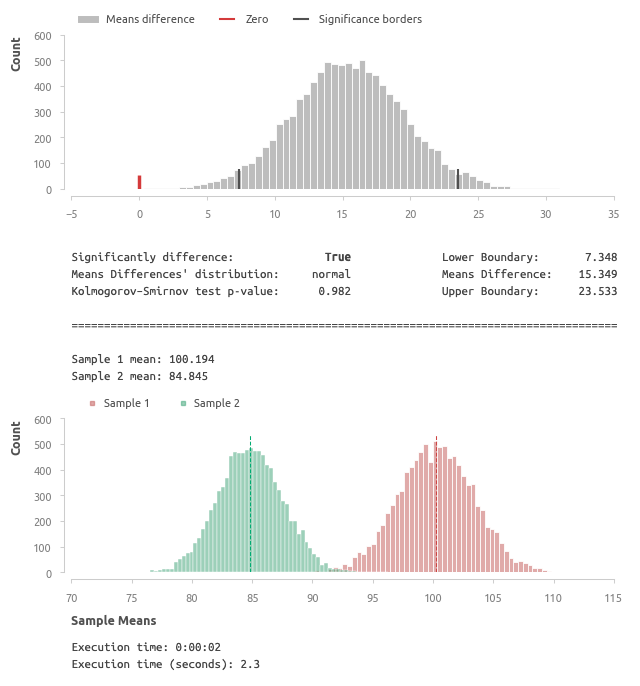 Means difference Zero Significance borders
Count
600
500
400
300
200
100
0
−5 0 5 10 15 20 25 30 35
Significantly difference: True Lower Boundary: 7.348
Means Differences' distribution: normal Means Difference: 15.349
Kolmogorov–Smirnov test p-value: 0.982 Upper Boundary: 23.533
====================================================================================
Sample 1 mean: 100.194
Sample 2 mean: 84.845
Sample 1 Sample 2
Count
600
500
400
300
200
100
0
70 75 80 85 90 95 100 105 110 115
Sample Means
Execution time: 0:00:02
Execution time (seconds): 2.3